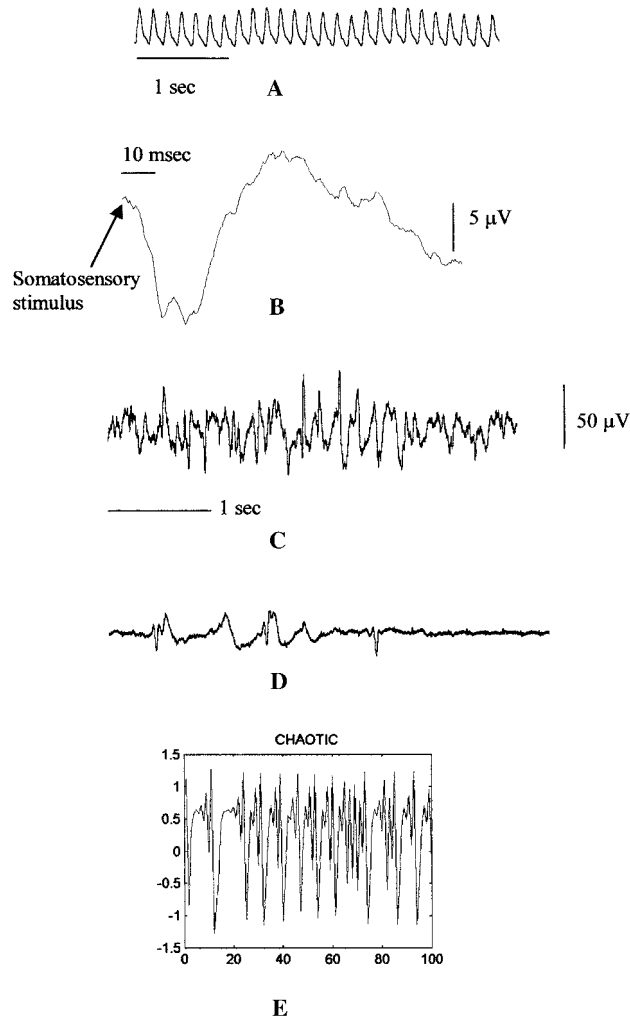 1 sec
A
10 msec
5 µV
Somatosensory
stimulus
B
50 µV
1 sec
C
D
CHAOTIC
1.5
1
0.5
0
-0.5
-1
-1.5
0 20 40 60 80 100
E